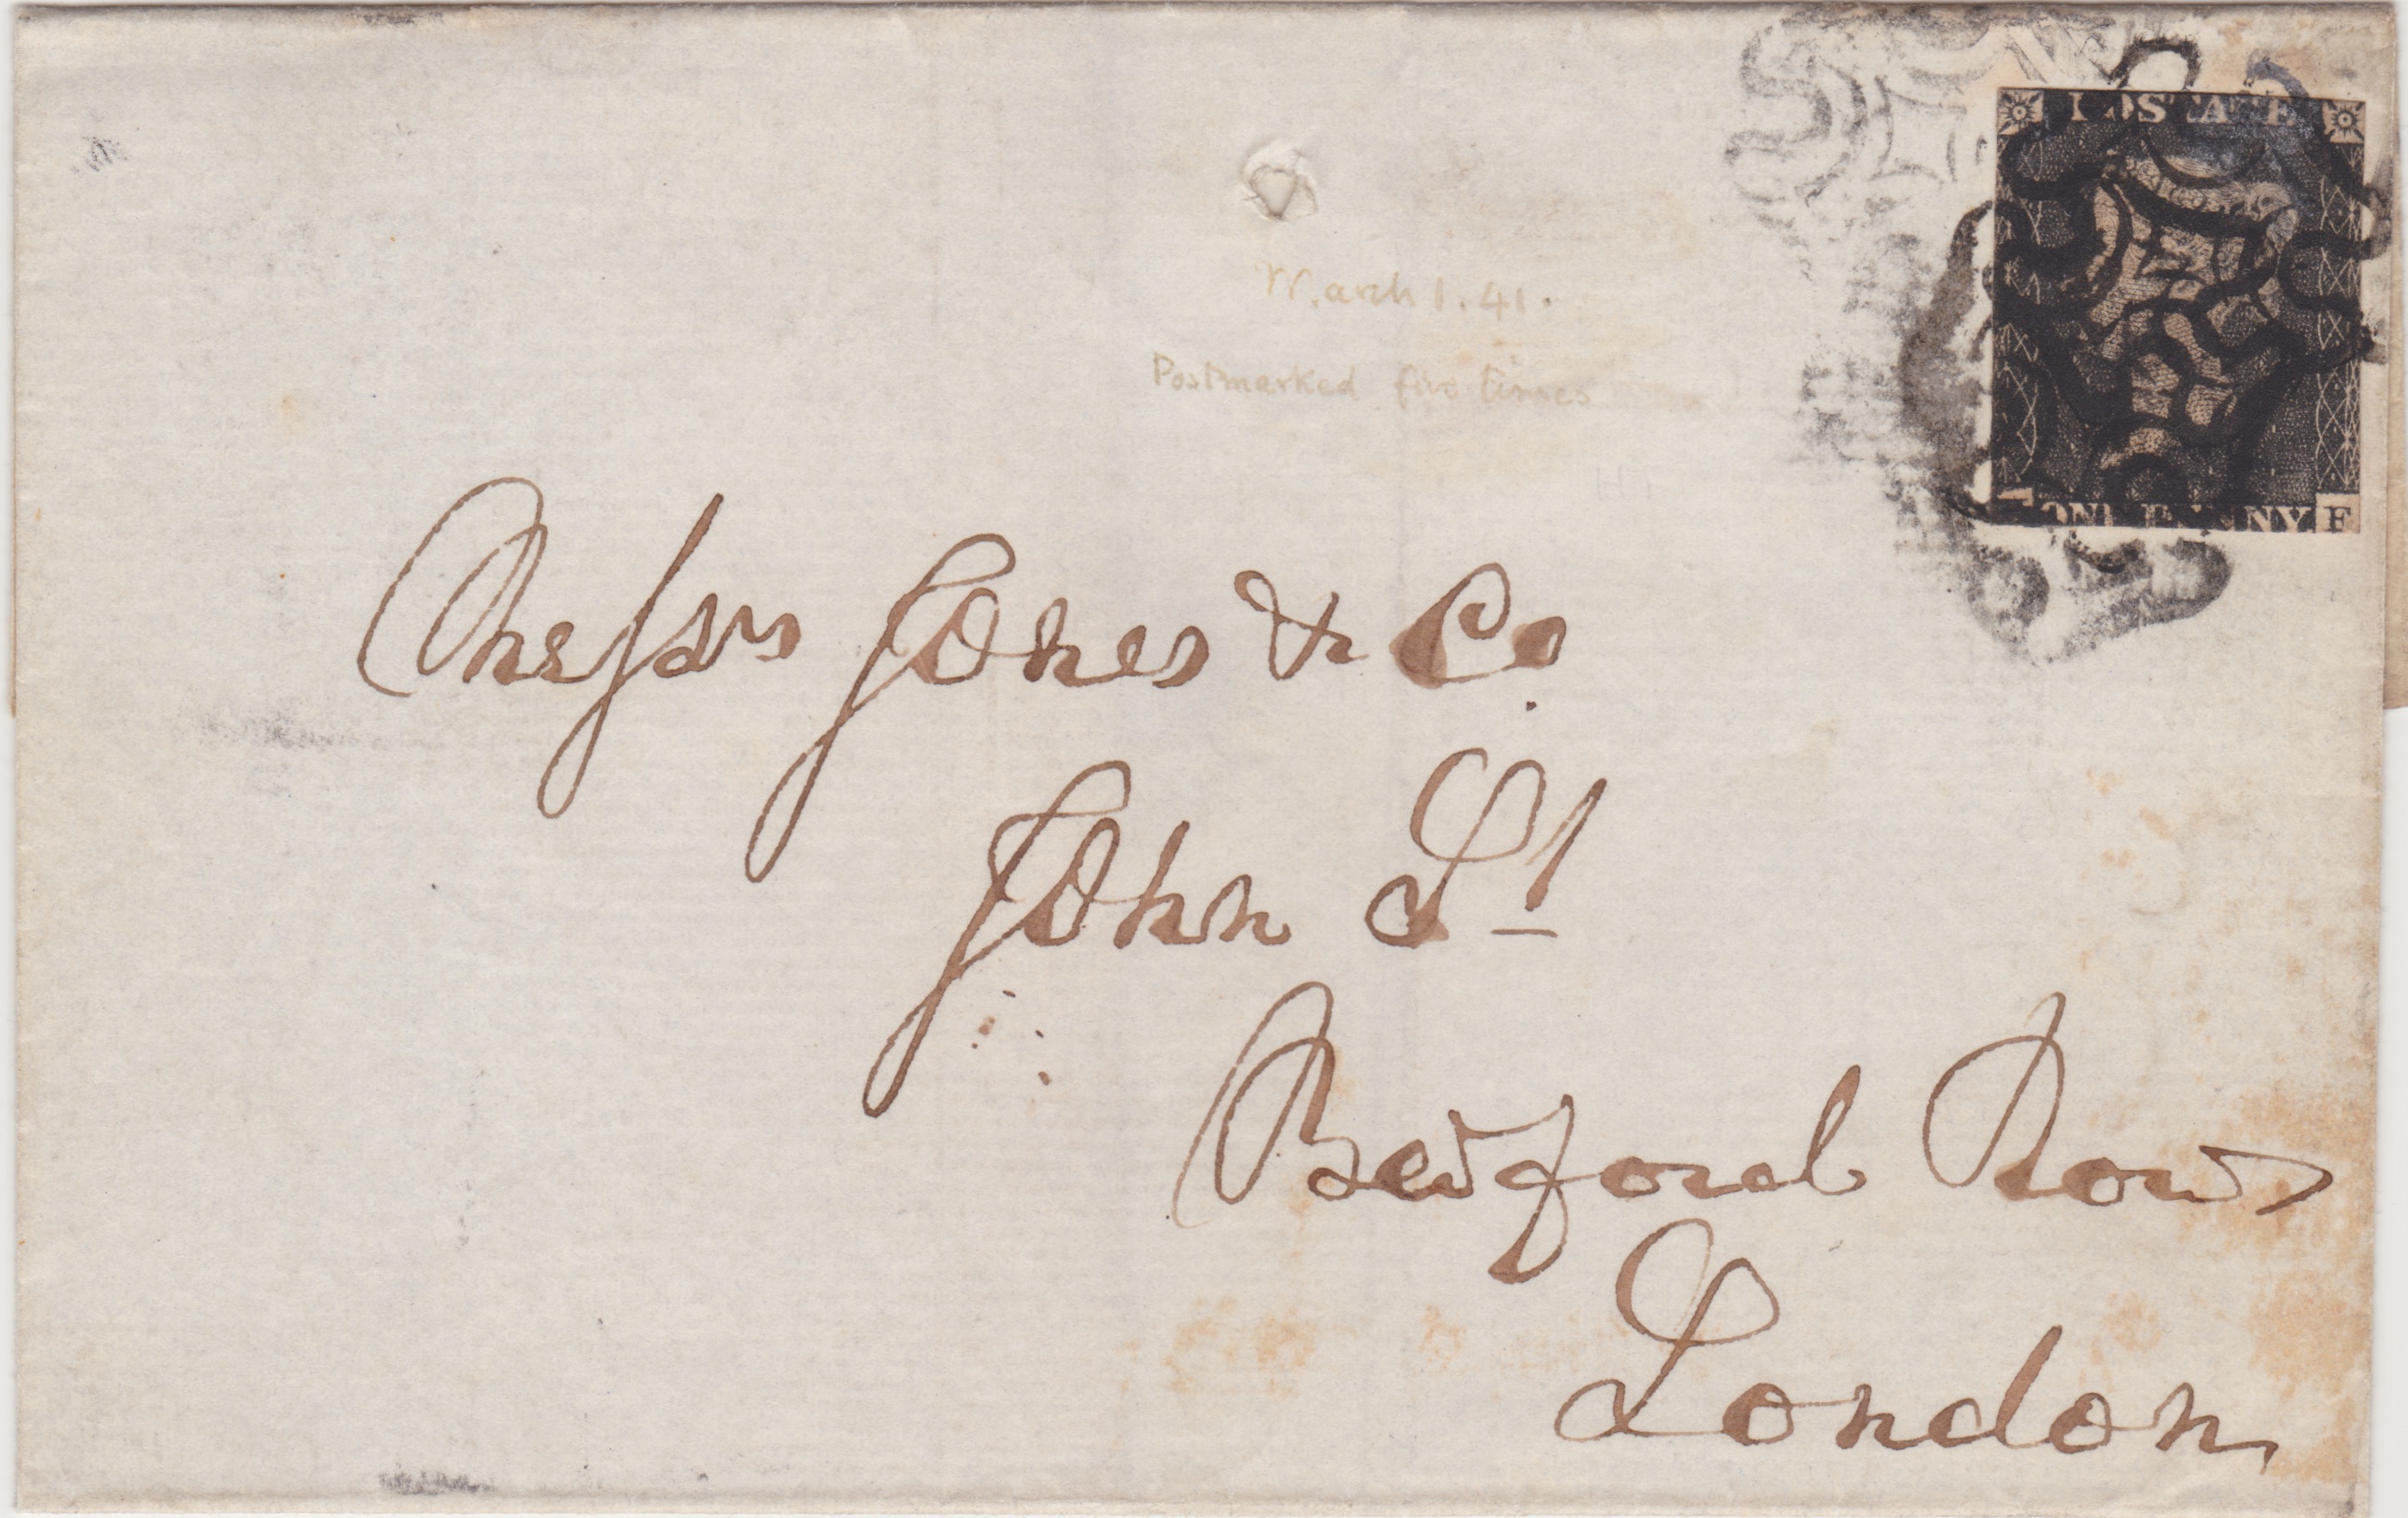 POSTAGE
March 1. 41.
Postmarked five times
ONE PENNY F
Messrs Jones & Co.
John St
Bedford Row
London